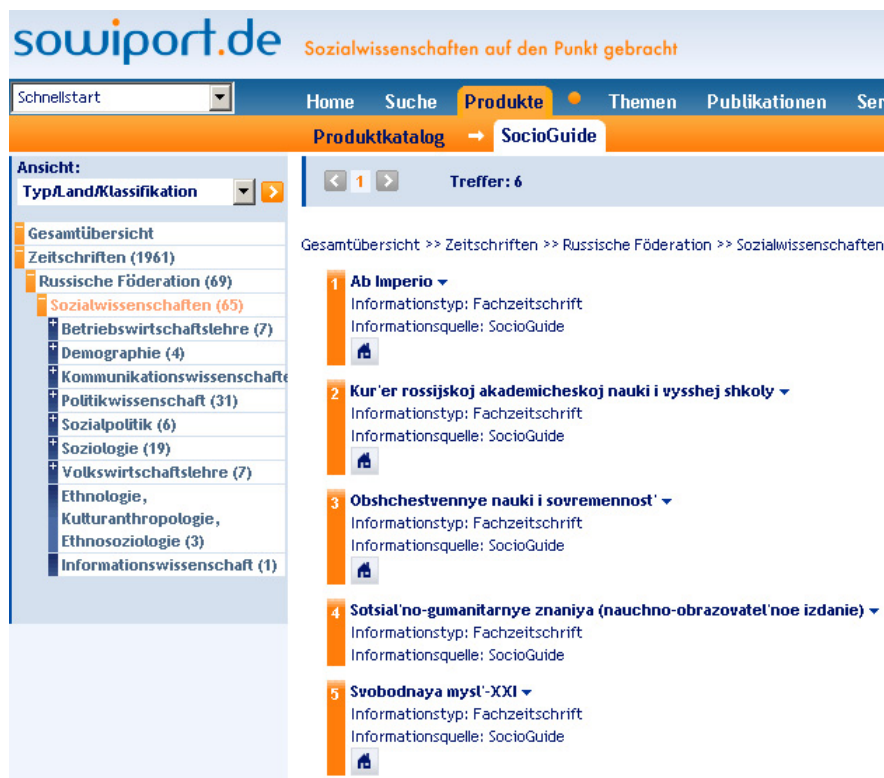 sowiport.de Sozialwissenschaften auf den Punkt gebracht
Schnellstart
Home Suche Produkte Themen Publikationen Ser
Produktkatalog → SocioGuide
Ansicht:
Typ/Land/Klassifikation
Gesamtübersicht
Zeitschriften (1961)
Russische Föderation (69)
Sozialwissenschaften (65)
Betriebswirtschaftslehre (7)
Demographie (4)
Kommunikationswissenschafte
Politikwissenschaft (31)
Sozialpolitik (6)
Soziologie (19)
Volkswirtschaftslehre (7)
Ethnologie,
Kulturanthropologie,
Ethnosoziologie (3)
Informationswissenschaft (1)
1 Treffer: 6
Gesamtübersicht >> Zeitschriften >> Russische Föderation >> Sozialwissenschaften
1 Ab Imperio
Informationstyp: Fachzeitschrift
Informationsquelle: SocioGuide
2 Kur'er rossijskoj akademicheskoj nauki i vysshej shkoly
Informationstyp: Fachzeitschrift
Informationsquelle: SocioGuide
3 Obshchestvennye nauki i sovremennost'
Informationstyp: Fachzeitschrift
Informationsquelle: SocioGuide
4 Sotsial'no-gumanitarnye znaniya (nauchno-obrazovatel'noe izdanie)
Informationstyp: Fachzeitschrift
Informationsquelle: SocioGuide
5 Svobodnaya mysl'-XXI
Informationstyp: Fachzeitschrift
Informationsquelle: SocioGuide